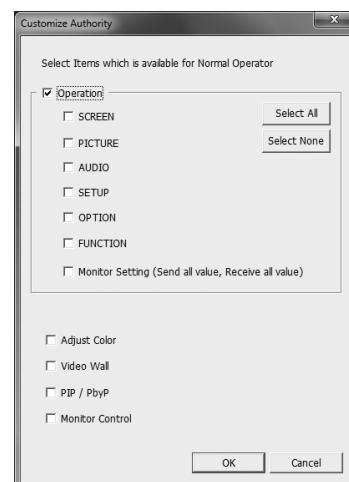 Customize Authority
Select Items which is available for Normal Operator
Operation
SCREEN
Select All
PICTURE
Select None
AUDIO
SETUP
OPTION
FUNCTION
Monitor Setting (Send all value, Receive all value)
Adjust Color
Video Wall
PIP / PbyP
Monitor Control
OK
Cancel